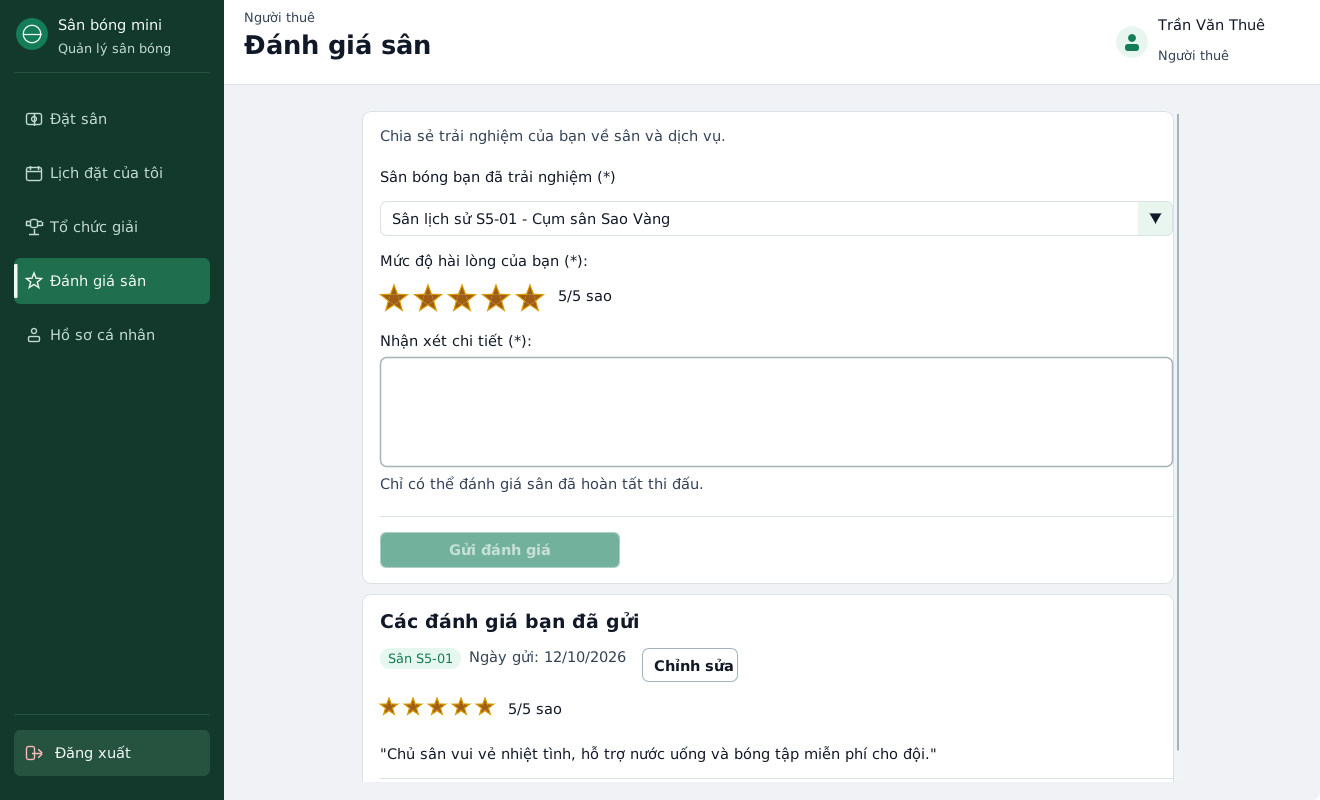 Sân bóng mini
Quản lý sân bóng
Đặt sân
Lịch đặt của tôi
Tổ chức giải
Đánh giá sân
Hồ sơ cá nhân
Đăng xuất
Người thuê
Đánh giá sân
Trần Văn Thuê
Người thuê
Chia sẻ trải nghiệm của bạn về sân và dịch vụ.
Sân bóng bạn đã trải nghiệm (*)
Sân lịch sử S5-01 - Cụm sân Sao Vàng
Mức độ hài lòng của bạn (*):
5/5 sao
Nhận xét chi tiết (*):
Chỉ có thể đánh giá sân đã hoàn tất thi đấu.
Gửi đánh giá
Các đánh giá bạn đã gửi
Sân S5-01 Ngày gửi: 12/10/2026 Chỉnh sửa
5/5 sao
"Chủ sân vui vẻ nhiệt tình, hỗ trợ nước uống và bóng tập miễn phí cho đội."